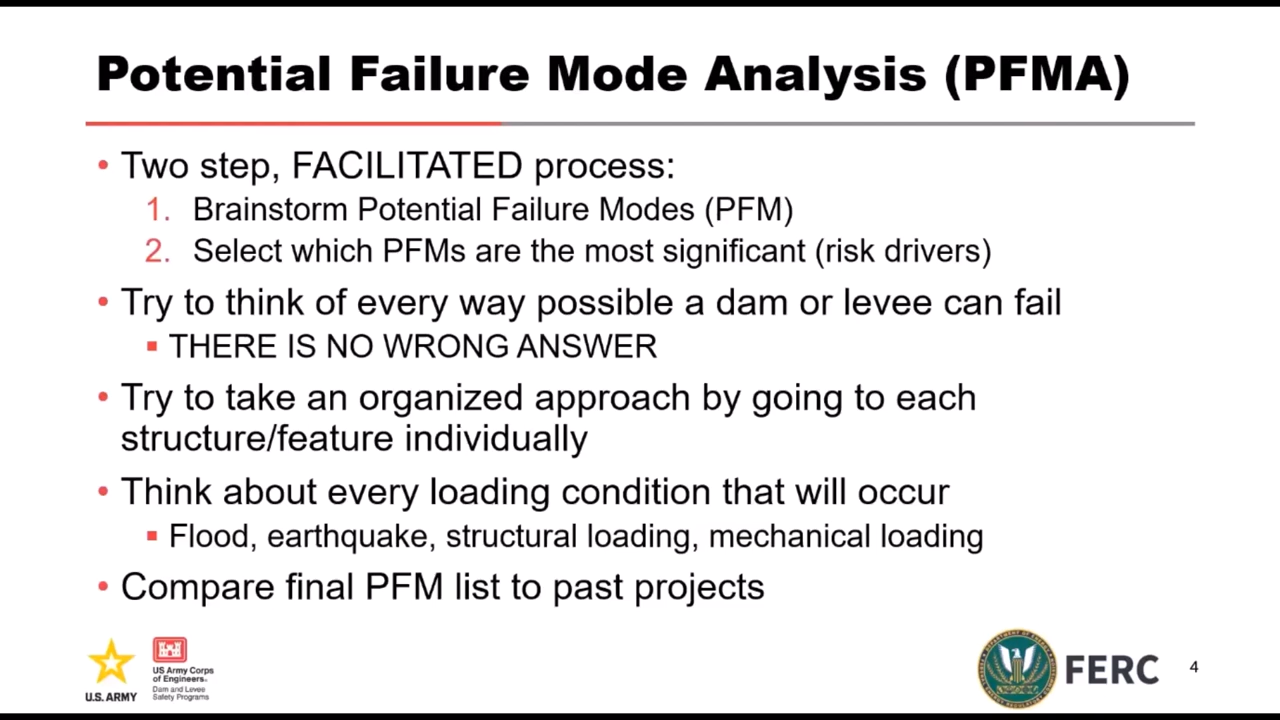 Potential Failure Mode Analysis (PFMA)
• Two step, FACILITATED process:
1. Brainstorm Potential Failure Modes (PFM)
2. Select which PFMs are the most significant (risk drivers)
• Try to think of every way possible a dam or levee can fail
▪ THERE IS NO WRONG ANSWER
• Try to take an organized approach by going to each
structure/feature individually
• Think about every loading condition that will occur
▪ Flood, earthquake, structural loading, mechanical loading
• Compare final PFM list to past projects
U.S. ARMY
US Army Corps
of Engineers®
Dam and Levee
Safety Programs
FERC
4